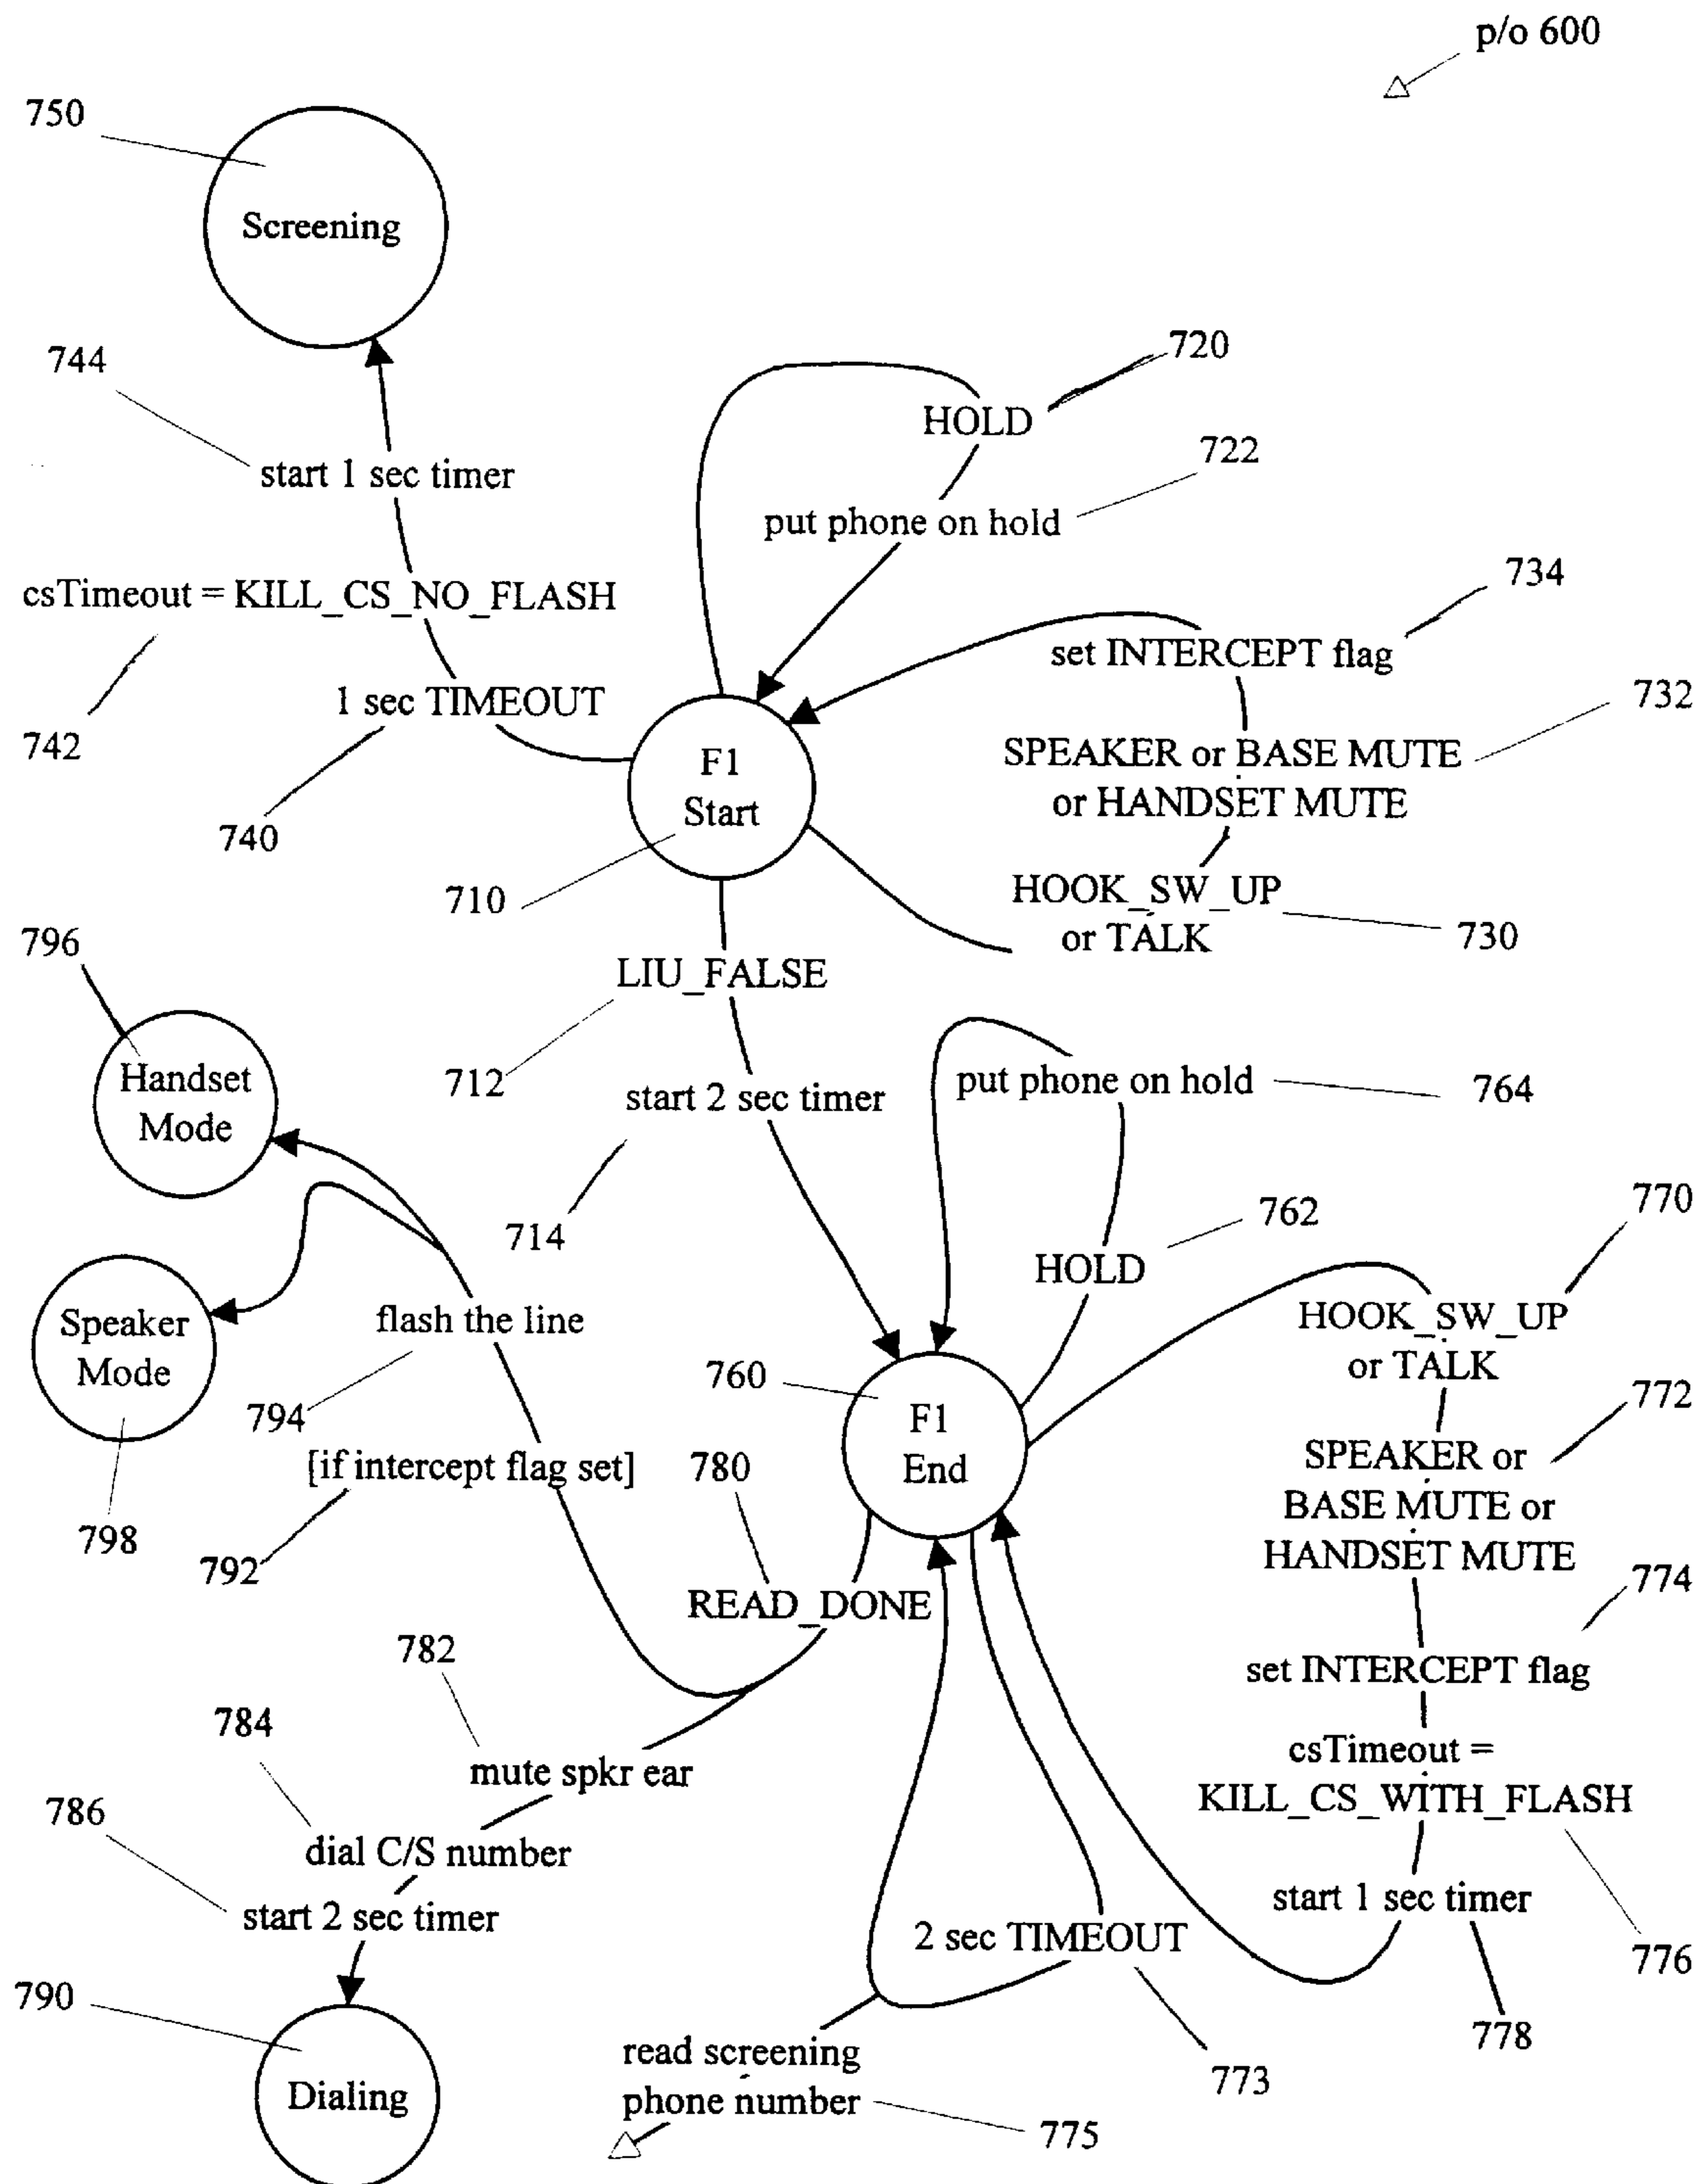 p/o 600
750
Screening
744
720
HOLD
722
start 1 sec timer
put phone on hold
734
csTimeout = KILL_CS_NO_FLASH
set INTERCEPT flag
732
1 sec TIMEOUT
742
SPEAKER or BASE MUTE
or HANDSET MUTE
F1
Start
740
710
HOOK_SW_UP
or TALK
730
796
LIU_FALSE
712
Handset
Mode
start 2 sec timer
put phone on hold
764
714
762
770
HOLD
Speaker
Mode
flash the line
HOOK_SW_UP
or TALK
760
772
794
F1
End
[if intercept flag set]
780
SPEAKER or
BASE MUTE or
HANDSET MUTE
798
792
774
READ_DONE
782
set INTERCEPT flag
784
csTimeout =
KILL_CS_WITH_FLASH
mute spkr ear
786
dial C/S number
start 1 sec timer
start 2 sec timer
2 sec TIMEOUT
776
790
778
read screening
phone number
773
Dialing
775